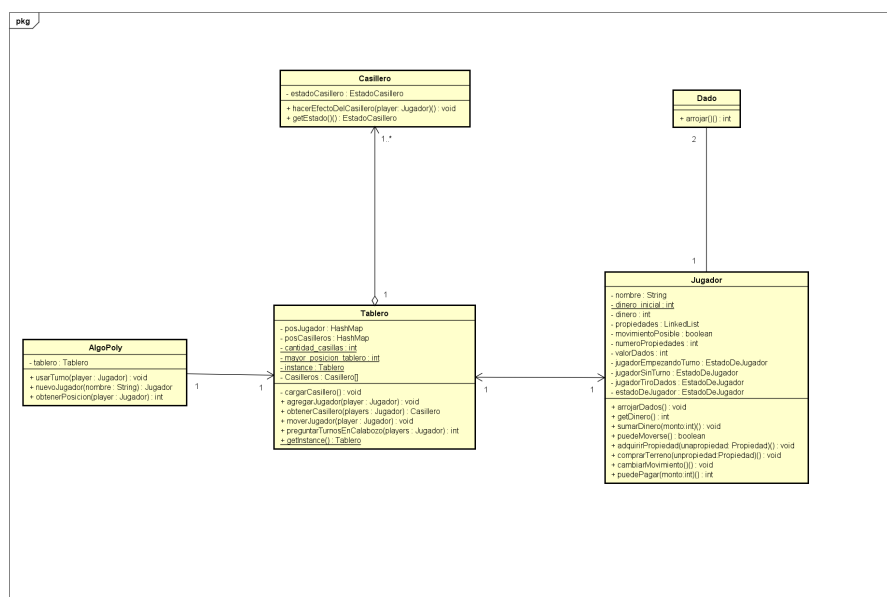 pkg
Casillero
- estadoCasillero : EstadoCasillero
+ hacerEfectoDelCasillero(player: Jugador)() : void
+ getEstado()() : EstadoCasillero
1..*
1
Dado
+ arrojar()() : int
2
1
Jugador
- nombre : String
- dinero_inicial : int
- dinero : int
- propiedades : LinkedList
- movimientoPosible : boolean
- numeroPropiedades : int
- valorDados : int
- jugadorEmpezandoTurno : EstadoDeJugador
- jugadorSinTurno : EstadoDeJugador
- jugadorTiroDados : EstadoDeJugador
- estadoDeJugador : EstadoDeJugador
+ arrojarDados() : void
+ getDinero() : int
+ sumarDinero(monto:int)() : void
+ puedeMoverse() : boolean
+ adquirirPropiedad(unapropiedad: Propiedad)() : void
+ comprarTerreno(unpropiedad:Propiedad)() : void
+ cambiarMovimiento()() : void
+ puedePagar(monto:int)() : int
Tablero
- posJugador : HashMap
- posCasilleros : HashMap
- cantidad_casillas : int
- mayor_posicion_tablero : int
- instance : Tablero
- Casilleros : Casillero[]
- cargarCasillero() : void
+ agregarJugador(player : Jugador) : void
+ obtenerCasillero(players : Jugador) : Casillero
+ moverJugador(player : Jugador) : void
+ preguntarTurnosEnCalabozo(players : Jugador) : int
+ getInstance() : Tablero
1
1
AlgoPoly
- tablero : Tablero
+ usarTurno(player : Jugador) : void
+ nuevoJugador(nombre : String) : Jugador
+ obtenerPosicion(player : Jugador) : int
1
1